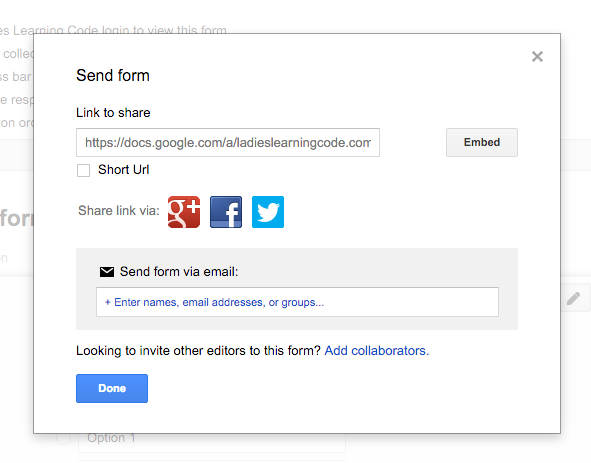 es Learning Code login to view this form
collec
ss bar
e resp
on ord
Send form
Link to share
https://docs.google.com/a/ladieslearningcode.com
Embed
Short Url
Share link via:
g+
f
Send form via email:
+ Enter names, email addresses, or groups...
Looking to invite other editors to this form? Add collaborators.
Done
form
on
Option 1